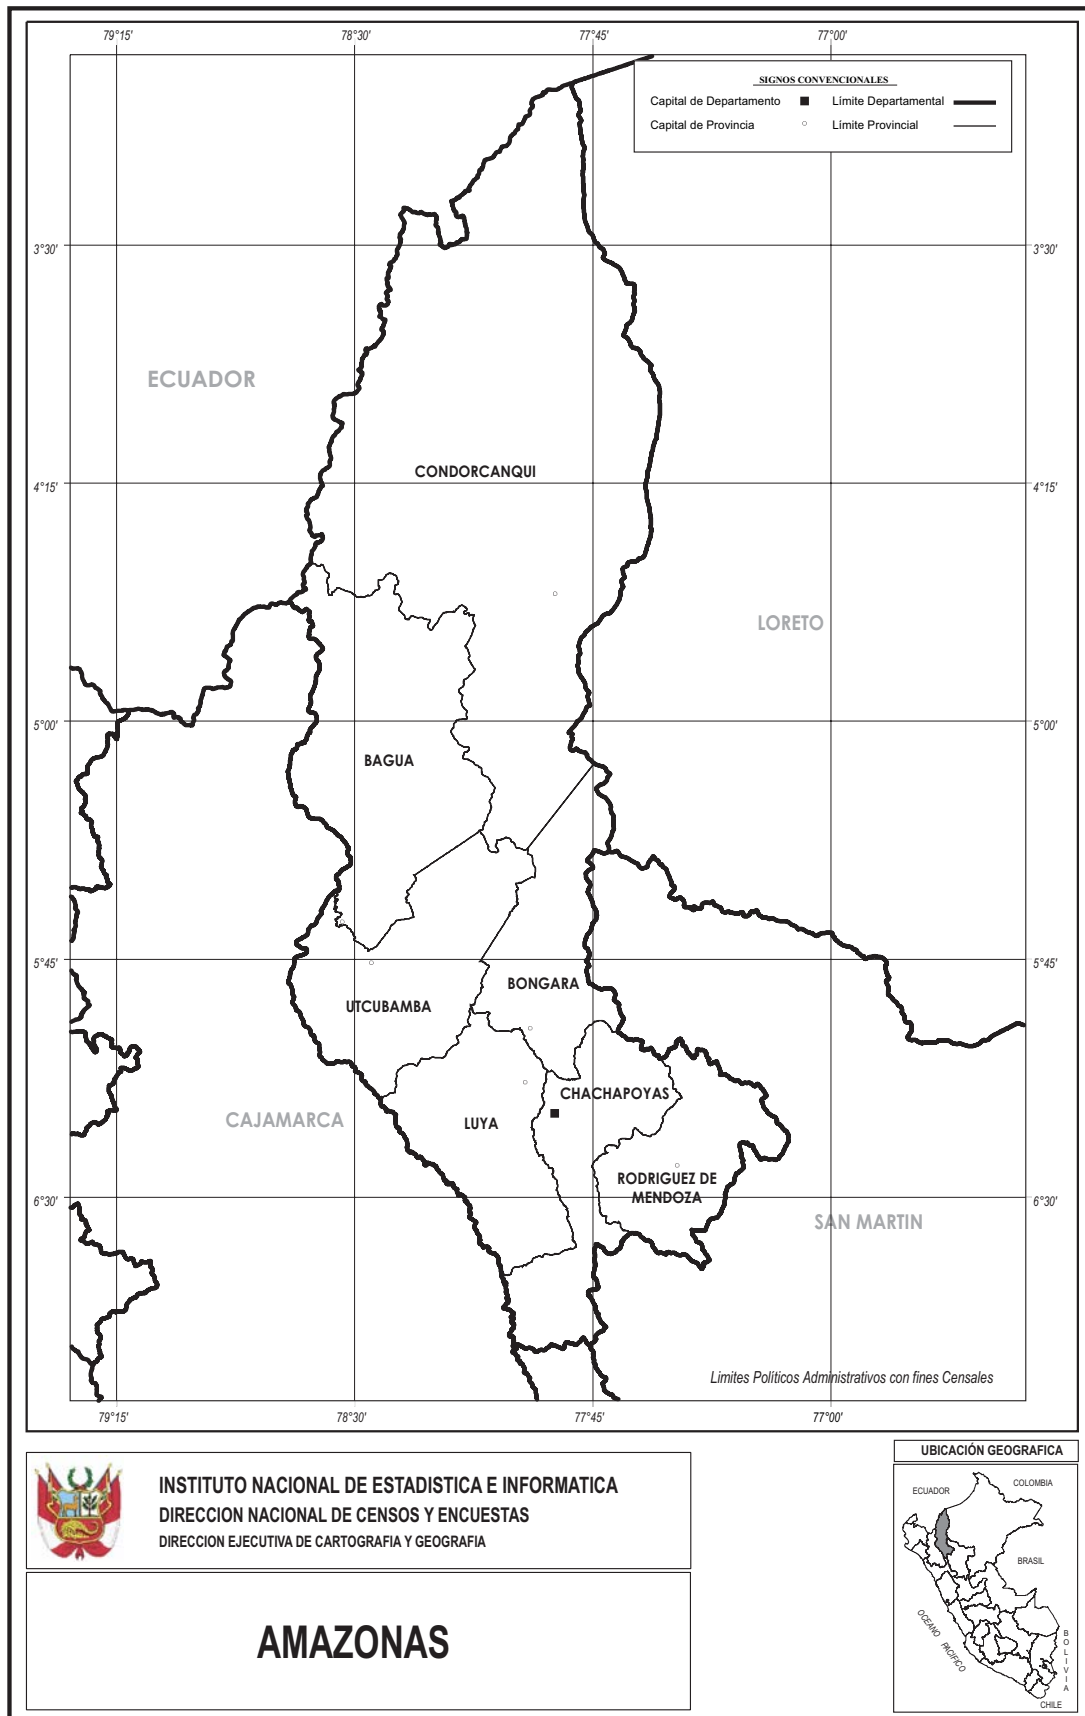 79°15'
78°30'
77°45'
77°00'
SIGNOS CONVENCIONALES
Capital de Departamento
Límite Departamental
Capital de Provincia
Límite Provincial
3°30'
3°30'
ECUADOR
CONDORCANQUI
4°15'
4°15'
LORETO
5°00'
5°00'
BAGUA
5°45'
5°45'
BONGARA
UTCUBAMBA
CHACHAPOYAS
CAJAMARCA
LUYA
RODRIGUEZ DE
MENDOZA
6°30'
6°30'
SAN MARTIN
Límites Políticos Administrativos con fines Censales
79°15'
78°30'
77°45'
77°00'
INSTITUTO NACIONAL DE ESTADISTICA E INFORMATICA
DIRECCION NACIONAL DE CENSOS Y ENCUESTAS
DIRECCION EJECUTIVA DE CARTOGRAFIA Y GEOGRAFIA
AMAZONAS
UBICACIÓN GEOGRAFICA
COLOMBIA
ECUADOR
BRASIL
OCEANO PACIFICO
BOLIVIA
CHILE